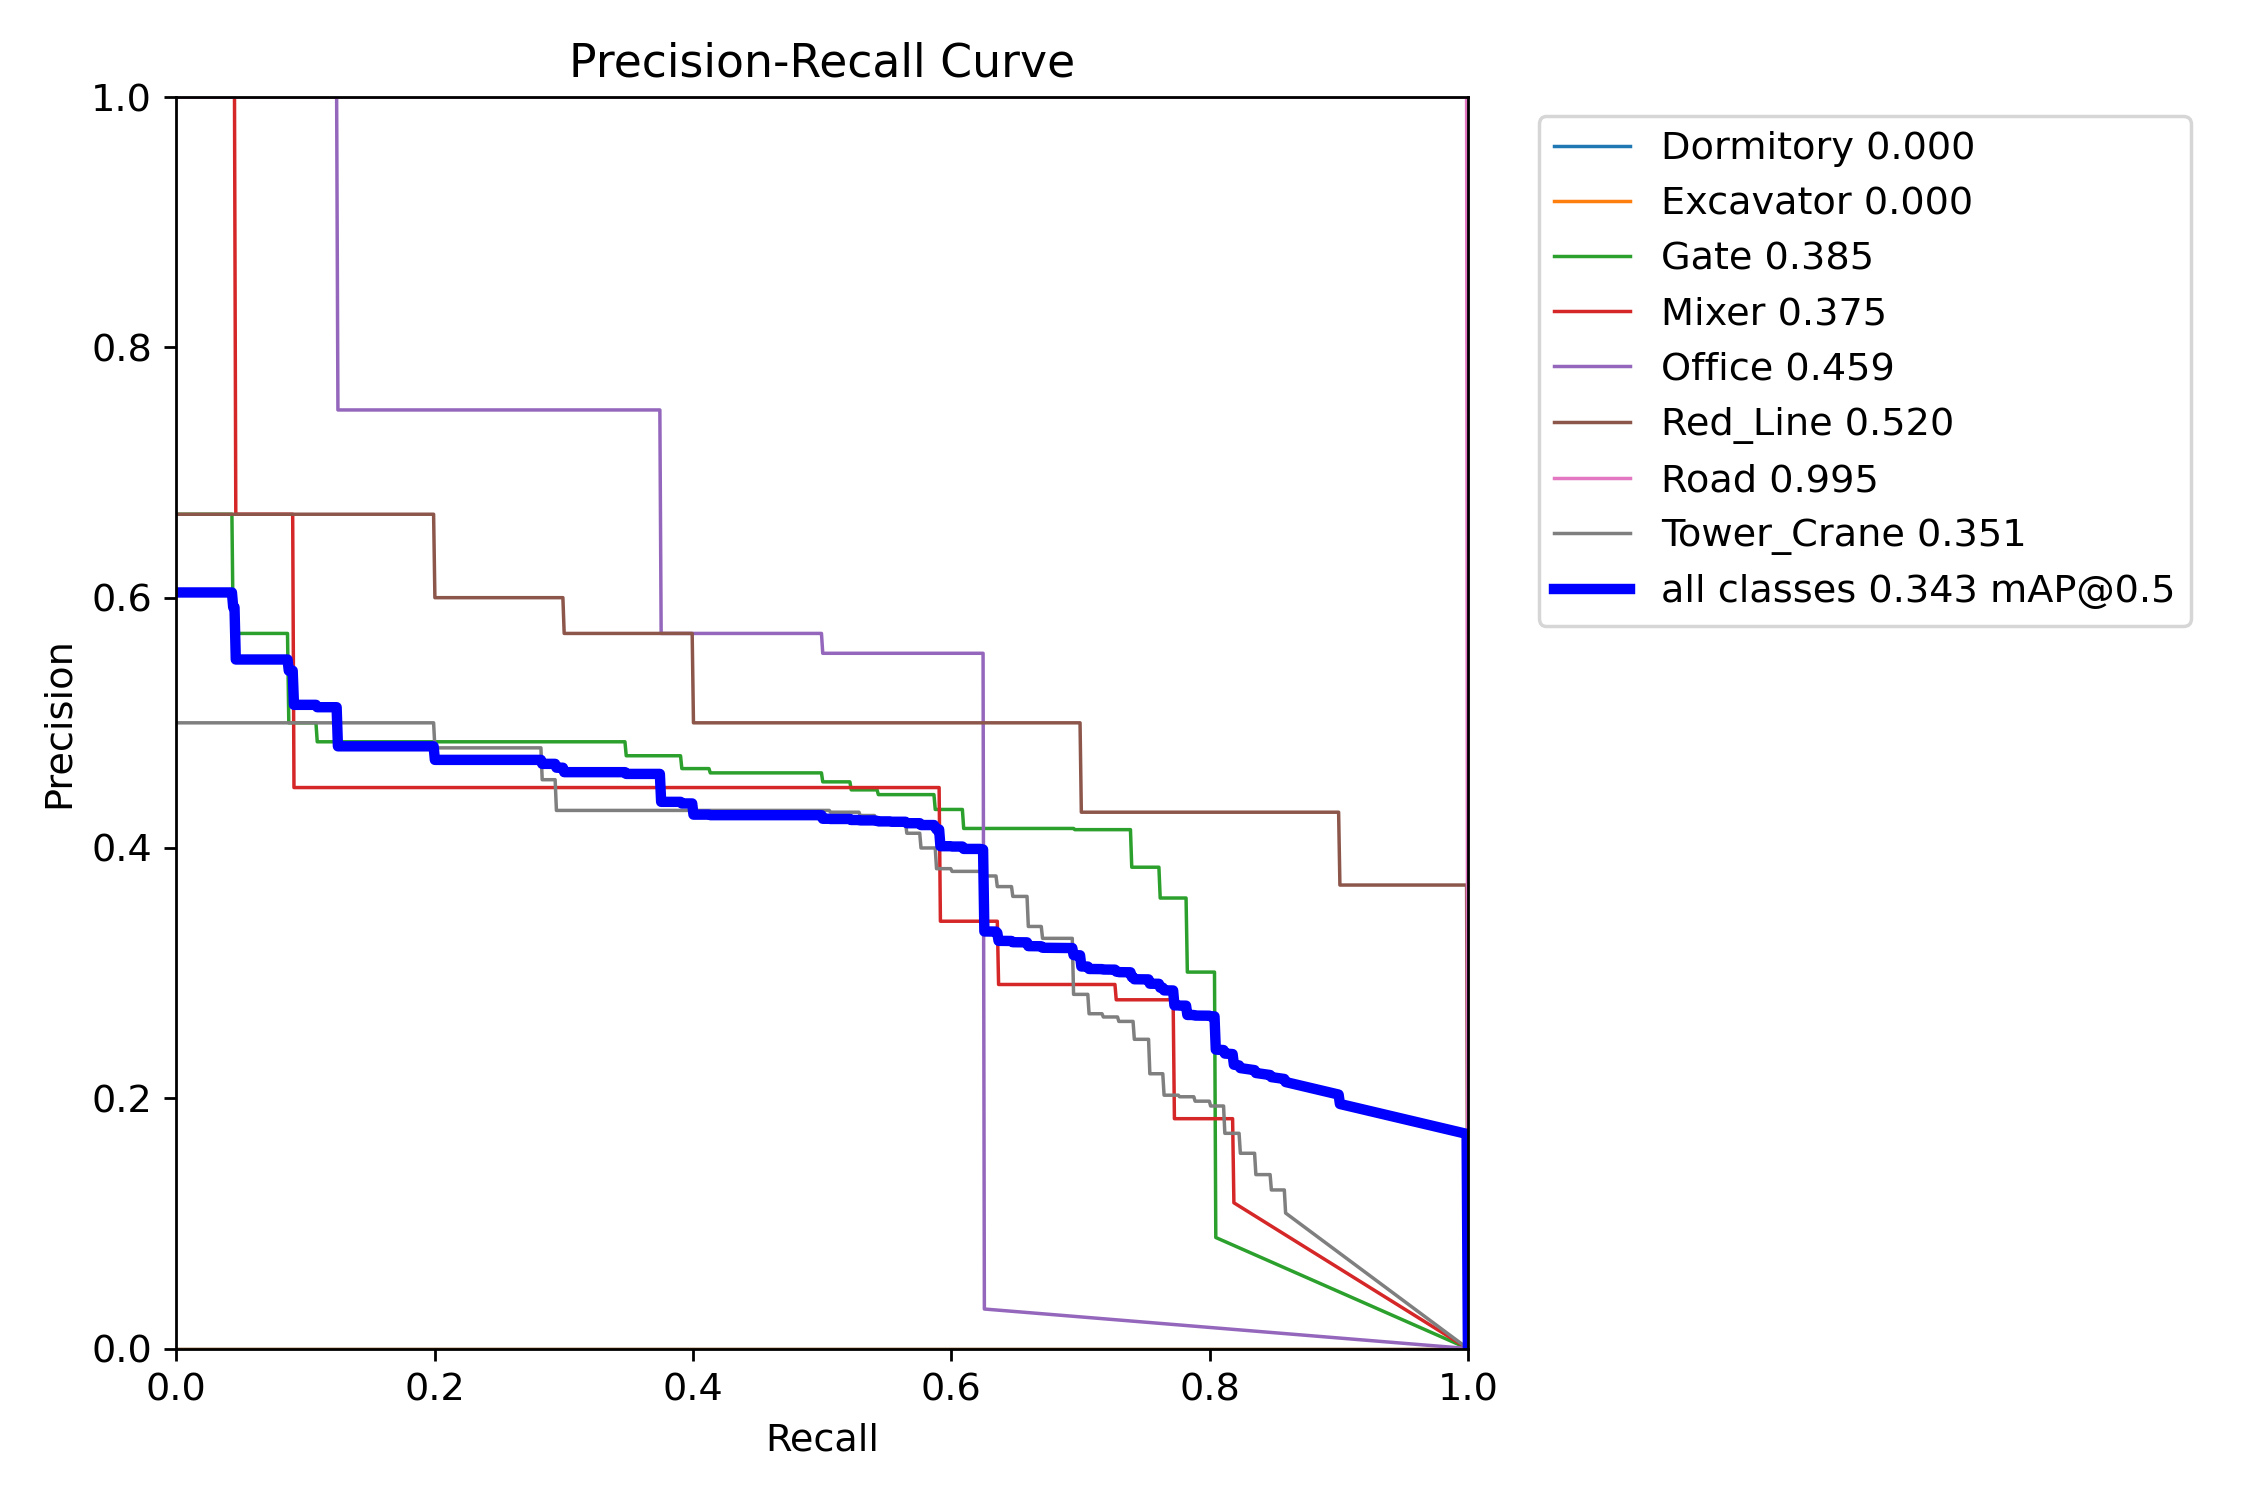 Precision-Recall Curve
1.0
0.8
0.6
0.4
0.2
0.0
Precision
0.0 0.2 0.4 0.6 0.8 1.0
Recall
Dormitory 0.000
Excavator 0.000
Gate 0.385
Mixer 0.375
Office 0.459
Red_Line 0.520
Road 0.995
Tower_Crane 0.351
all classes 0.343 mAP@0.5